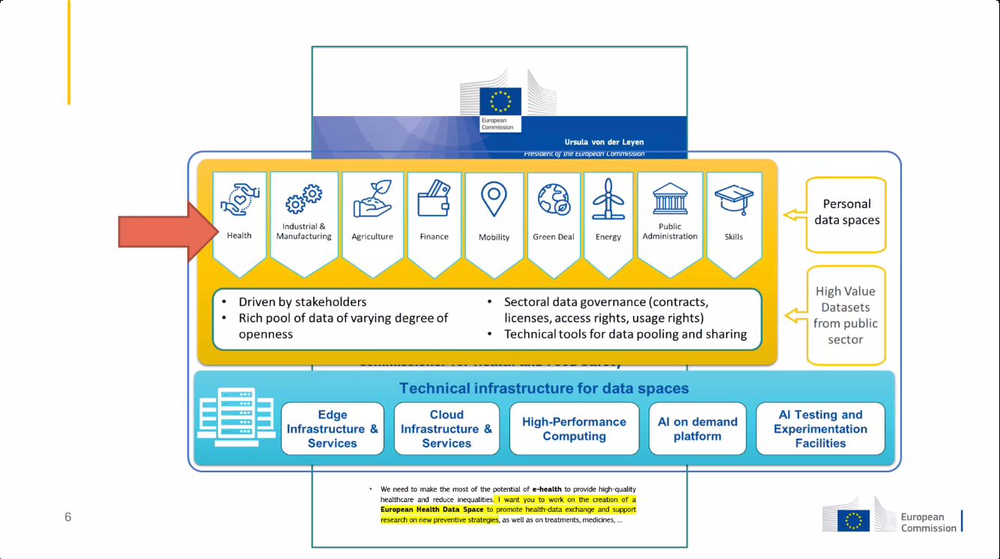 European
Commission
Ursula von der Leyen
President of the European Commission
Health
Industrial &
Manufacturing
Agriculture
Finance
Mobility
Green Deal
Energy
Public
Administration
Skills
Personal
data spaces
• Driven by stakeholders
• Rich pool of data of varying degree of
openness
• Sectoral data governance (contracts,
licenses, access rights, usage rights)
• Technical tools for data pooling and sharing
High Value
Datasets
from public
sector
Commissioner for Health and Food Safety
Technical infrastructure for data spaces
Edge
Infrastructure &
Services
Cloud
Infrastructure &
Services
High-Performance
Computing
AI on demand
platform
AI Testing and
Experimentation
Facilities
• We need to make the most of the potential of e-health to provide high-quality
healthcare and reduce inequalities. I want you to work on the creation of a
European Health Data Space to promote health-data exchange and support
research on new preventive strategies, as well as on treatments, medicines, ...
6
European
Commission